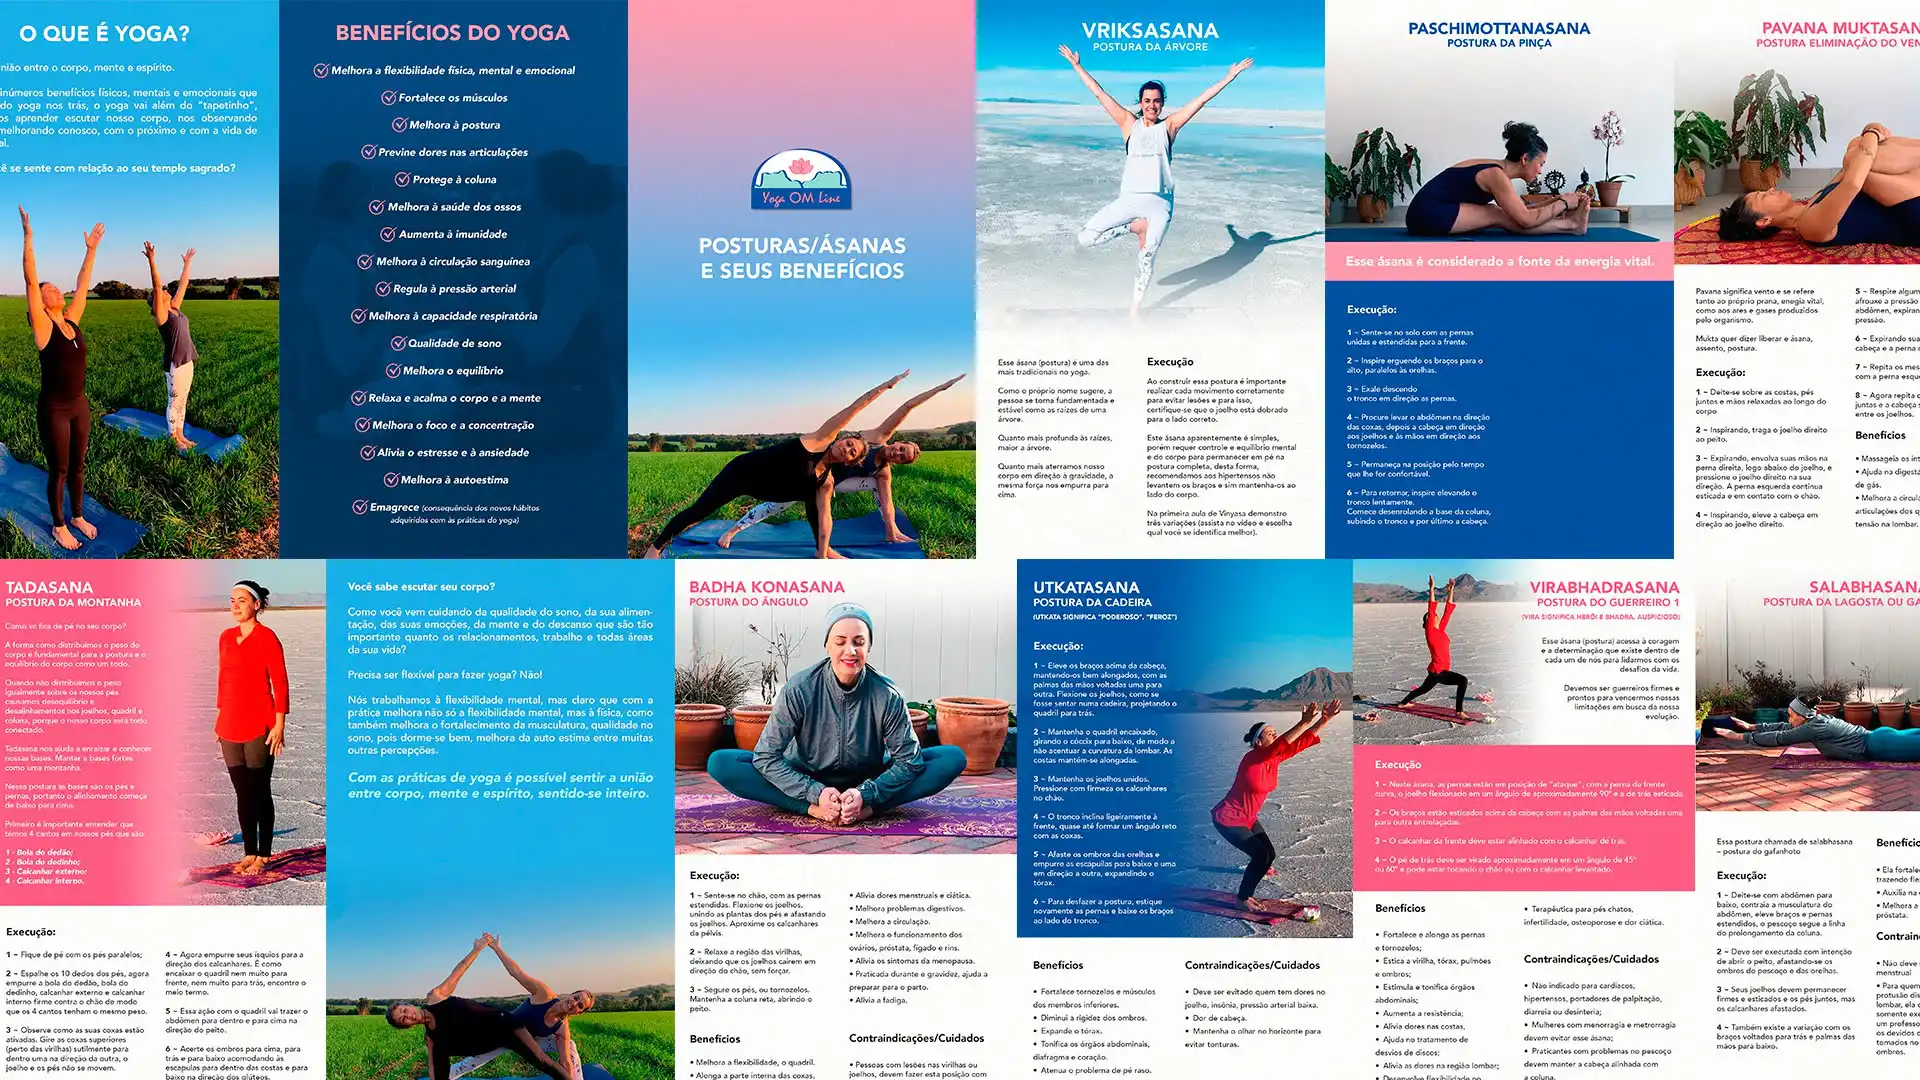 O QUE É YOGA?
nião entre o corpo, mente e espírito.
inúmeros benefícios físicos, mentais e emocionais que
do yoga nos trás, o yoga vai além do “tapetinho”,
os aprender escutar nosso corpo, nos observando
melhorando conosco, com o próximo e com a vida de
al.
cê se sente com relação ao seu templo sagrado?
BENEFÍCIOS DO YOGA
Melhora a flexibilidade física, mental e emocional
Fortalece os músculos
Melhora à postura
Previne dores nas articulações
Protege à coluna
Melhora à saúde dos ossos
Aumenta à imunidade
Melhora à circulação sanguínea
Regula à pressão arterial
Melhora à capacidade respiratória
Qualidade de sono
Melhora o equilíbrio
Relaxa e acalma o corpo e a mente
Melhora o foco e a concentração
Alivia o estresse e à ansiedade
Melhora à autoestima
Emagrece (consequência dos novos hábitos
adquiridos com às práticas do yoga)
Yoga OM Line
POSTURAS/ÁSANAS
E SEUS BENEFÍCIOS
VRIKSASANA
POSTURA DA ÁRVORE
Esse ásana (postura) é uma das
mais tradicionais no yoga.
Como o próprio nome sugere, a
pessoa se torna fundamentada e
estável como as raízes de uma
árvore.
Quanto mais profunda às raízes,
maior a árvore.
Quanto mais aterramos nosso
corpo em direção à gravidade, a
mesma força nos empurra para
cima.
Execução
Ao construir essa postura é importante
realizar cada movimento corretamente
para evitar lesões e para isso,
certifique-se que o joelho está dobrado
para o lado correto.
Este ásana aparentemente é simples,
porém requer controle e equilíbrio mental
e do corpo para permanecer em pé na
postura completa, desta forma,
recomendamos aos hipertensos não
levantem os braços e sim mantenha-os ao
lado do corpo.
Na primeira aula de Vinyasa demonstro
três variações (assista no vídeo e escolha
qual você se identifica melhor).
PASCHIMOTTANASANA
POSTURA DA PINÇA
Esse ásana é considerado a fonte da energia vital.
Execução:
1 – Sente-se no solo com as pernas
unidas e estendidas para a frente.
2 – Inspire erguendo os braços para o
alto, paralelos às orelhas.
3 – Exale descendo
o tronco em direção as pernas.
4 – Procure levar o abdômen na direção
das coxas, depois a cabeça em direção
aos joelhos e às mãos em direção aos
tornozelos.
5 – Permaneça na posição pelo tempo
que lhe for confortável.
6 – Para retornar, inspire elevando o
tronco lentamente.
Comece desenrolando a base da coluna,
subindo o tronco e por último a cabeça.
PAVANA MUKTASAN
POSTURA ELIMINAÇÃO DO VEN
Pavana significa vento e se refere
tanto ao próprio prana, enegia vital,
como aos ares e gases produzidos
pelo organismo.
Mukta quer dizer liberar e ásana,
assento, postura.
Execução:
1 – Deite-se sobre as costas, pés
juntos e mãos relaxadas ao longo do
corpo
2 – Inspirando, traga o joelho direito
ao peito.
3 – Expirando, envolva suas mãos na
perna direita, logo abaixo do joelho, e
pressione o joelho direito na sua
direção. A perna esquerda continua
esticada e em contato com o chão.
4 – Inspirando, eleve a cabeça em
direção ao joelho direito.
5 – Respire algum
afrouxe a pressão
abdômen, expiran
pressão.
6 – Expirando sua
cabeça e a perna d
7 – Repita os mes
com a perna esque
8 – Agora repita c
juntas e a cabeça s
entre os joelhos.
Benefícios
• Massageia os int
• Ajuda na digestã
de gás.
• Melhora a circula
articulações dos q
tensão na lombar.
TADASANA
POSTURA DA MONTANHA
Como vc fica de pé no seu corpo?
A forma como distribuimos o peso do
corpo é fundamental para a postura e o
equilíbrio do corpo como um todo.
Quando não distribuimos o peso
igualmente sobre os nossos pés
causamos desequilíbrio e
desalinhamentos nos joelhos, quadril e
coluna, porque o nosso corpo está todo
conectado.
Tadasana nos ajuda a enraizar e conhecer
nossas bases. Manter a bases fortes
como uma montanha.
Nessa postura as bases são os pés e
pernas, portanto o alinhamento começa
de baixo para cima.
Primeiro é importante entender que
temos 4 cantos em nossos pés que são:
1 - Bola do dedão;
2 - Bola do dedinho;
3 - Calcanhar externo;
4 - Calcanhar interno.
Execução:
1 – Fique de pé com os pés paralelos;
2 – Espalhe os 10 dedos dos pés, agora
empurre a bola do dedão, bola do
dedinho, calcanhar externo e calcanhar
interno firme contra o chão de modo
que os 4 cantos tenham o mesmo peso.
3 – Observe como as suas coxas estão
ativadas. Gire as coxas superiores
(perto das virilhas) sutilmente para
dentro uma na direção da outra, o
joelho e os pés não se movem.
4 – Agora empurre seus ísquios para a
direção dos calcanhares. É como
encaixar o quadril nem muito para
frente, nem muito para trás, encontre o
meio termo.
5 – Essa ação com o quadril vai trazer o
abdômen para dentro e para cima na
direção do peito.
6 – Acerte os ombros para cima, para
trás e para baixo acomodando às
escapulas para dentro das costas e para
baixo na direção dos glúteos.
Você sabe escutar seu corpo?
Como você vem cuidando da qualidade do sono, da sua alimen-
tação, das suas emoções, da mente e do descanso que são tão
importante quanto os relacionamentos, trabalho e todas áreas
da sua vida?
Precisa ser flexível para fazer yoga? Não!
Nós trabalhamos à flexibilidade mental, mas claro que com a
prática melhora não só a flexibilidade mental, mas à física, como
também melhora o fortalecimento da musculatura, qualidade no
sono, pois dorme-se bem, melhora da auto estima entre muitas
outras percepções.
Com as práticas de yoga é possível sentir a união
entre corpo, mente e espírito, sentido-se inteiro.
BADHA KONASANA
POSTURA DO ÂNGULO
Execução:
1 – Sente-se no chão, com as pernas
estendidas. Flexione os joelhos,
unindo as plantas dos pés e afastando
os joelhos. Aproxime os calcanhares
da pélvis.
2 – Relaxe a região das virilhas,
deixando que os joelhos caírem em
direção do chão, sem forçar.
3 – Segure os pés, ou tornozelos.
Mantenha a coluna reta, abrindo o
peito.
Benefícios
• Melhora a flexibilidade, o quadril.
• Alonga a parte interna das coxas,
• Alivia dores menstruais e ciática.
• Melhora problemas digestivos.
• Melhora a circulação.
• Melhora o funcionamento dos
ovários, próstata, fígado e rins.
• Alivia os sintomas da menopausa.
• Praticada durante e gravidez, ajuda a
preparar para o parto.
• Alivia a fadiga.
Contraindicações/Cuidados
• Pessoas com lesões nas virilhas ou
joelhos, devem fazer esta posição com
UTKATASANA
POSTURA DA CADEIRA
(UTKATA SIGNIFICA “PODEROSO”, “FEROZ”)
Execução:
1 – Eleve os braços acima da cabeça,
mantendo-os bem alongados, com as
palmas das mãos voltadas uma para
outra. Flexione os joelhos, como se
fosse sentar numa cadeira, projetando o
quadril para trás.
2 – Mantenha o quadril encaixado,
girando o cóccix para baixo, de modo a
não acentuar a curvatura da lombar. As
costas mantém-se alongadas.
3 – Mantenha os joelhos unidos.
Pressione com firmeza os calcanhares
no chão.
4 – O tronco inclina ligeiramente à
frente, quase até formar um ângulo reto
com as coxas.
5 – Afaste os ombros das orelhas e
empurre as escápulas para baixo e uma
em direção a outra, expandindo o
tórax.
6 – Para desfazer a postura, estique
novamente as pernas e baixe os braços
ao lado do tronco.
Benefícios
• Fortalece tornozelos e músculos
dos membros inferiores.
• Diminui a rigidez dos ombros.
• Expande o tórax.
• Tonifica os órgãos abdominais,
diafragma e coração.
• Atenua o problema de pé raso.
Contraindicações/Cuidados
• Deve ser evitado quem tem dores no
joelho, insônia, pressão arterial baixa.
• Dor de cabeça.
• Mantenha o olhar no horizonte para
evitar tonturas.
VIRABHADRASANA
POSTURA DO GUERREIRO 1
(VIRA SIGNIFICA HERÓI E BHADRA, AUSPICIOSO)
Esse ásana (postura) acessa à coragem
e a determinação que existe dentro de
cada um de nós para lidarmos com os
desafios da vida.
Devemos ser guerreiros firmes e
prontos para vencermos nossas
limitações em busca da nossa
evolução.
Execução
1 – Neste ásana, as pernas estão em posição de “ataque”, com a perna da frente
curva, o joelho flexionado em um ângulo de aproximadamente 90º e a de trás esticada.
2 – Os braços estão esticados acima da cabeça com as palmas das mãos voltadas uma
para outra entrelaçadas.
3 – O calcanhar da frente deve estar alinhado com o calcanhar de trás.
4 – O pé de trás deve ser virado aproximadamente em um ângulo de 45º
ou 60º e pode estar tocando o chão ou com o calcanhar levantado.
Benefícios
• Fortalece e alonga as pernas
e tornozelos;
• Estica a virilha, tórax, pulmões
e ombros;
• Estimula e tonifica órgãos
abdominais;
• Aumenta a resistência;
• Alivia dores nas costas,
• Ajuda no tratamento de
desvios de discos;
• Alivia as dores na região lombar;
• Desenvolve flexibilidade no
• Terapêutica para pés chatos,
infertilidade, osteoporose e dor ciática.
Contraindicações/Cuidados
• Não indicado para cardíacos,
hipertensos, portadores de palpitação,
diarreia ou desinteria;
• Mulheres com menorragia e metrorragia
devem evitar esse ásana;
• Praticantes com problemas no pescoço
devem manter a cabeça alinhada com
a coluna.
SALABHASAN
POSTURA DA LAGOSTA OU GA
Essa postura chamada de salabhasana
– postura do gafanhoto
Execução:
1 – Deite-se com abdômen para
baixo, contraia a musculatura do
abdômen, eleve braços e pernas
estendidos, o pescoço segue a linha
do prolongamento da coluna.
2 – Deve ser executada com intenção
de abrir o peito, afastando-se os
ombros do pescoço e das orelhas.
3 – Seus joelhos devem permanecer
firmes e esticados e os pés juntos, mas
os calcanhares afastados.
4 – Também existe a variação com os
braços voltados para trás e palmas das
mãos para baixo.
Benefício
• Ela fortalec
trazendo fle
• Auxilia na d
• Melhora a
próstata.
Contrain
• Não deve s
menstrual
• Para quem
protusão dis
lombar, ela d
somente exe
um professo
os devidos c
tomados no
ombros.